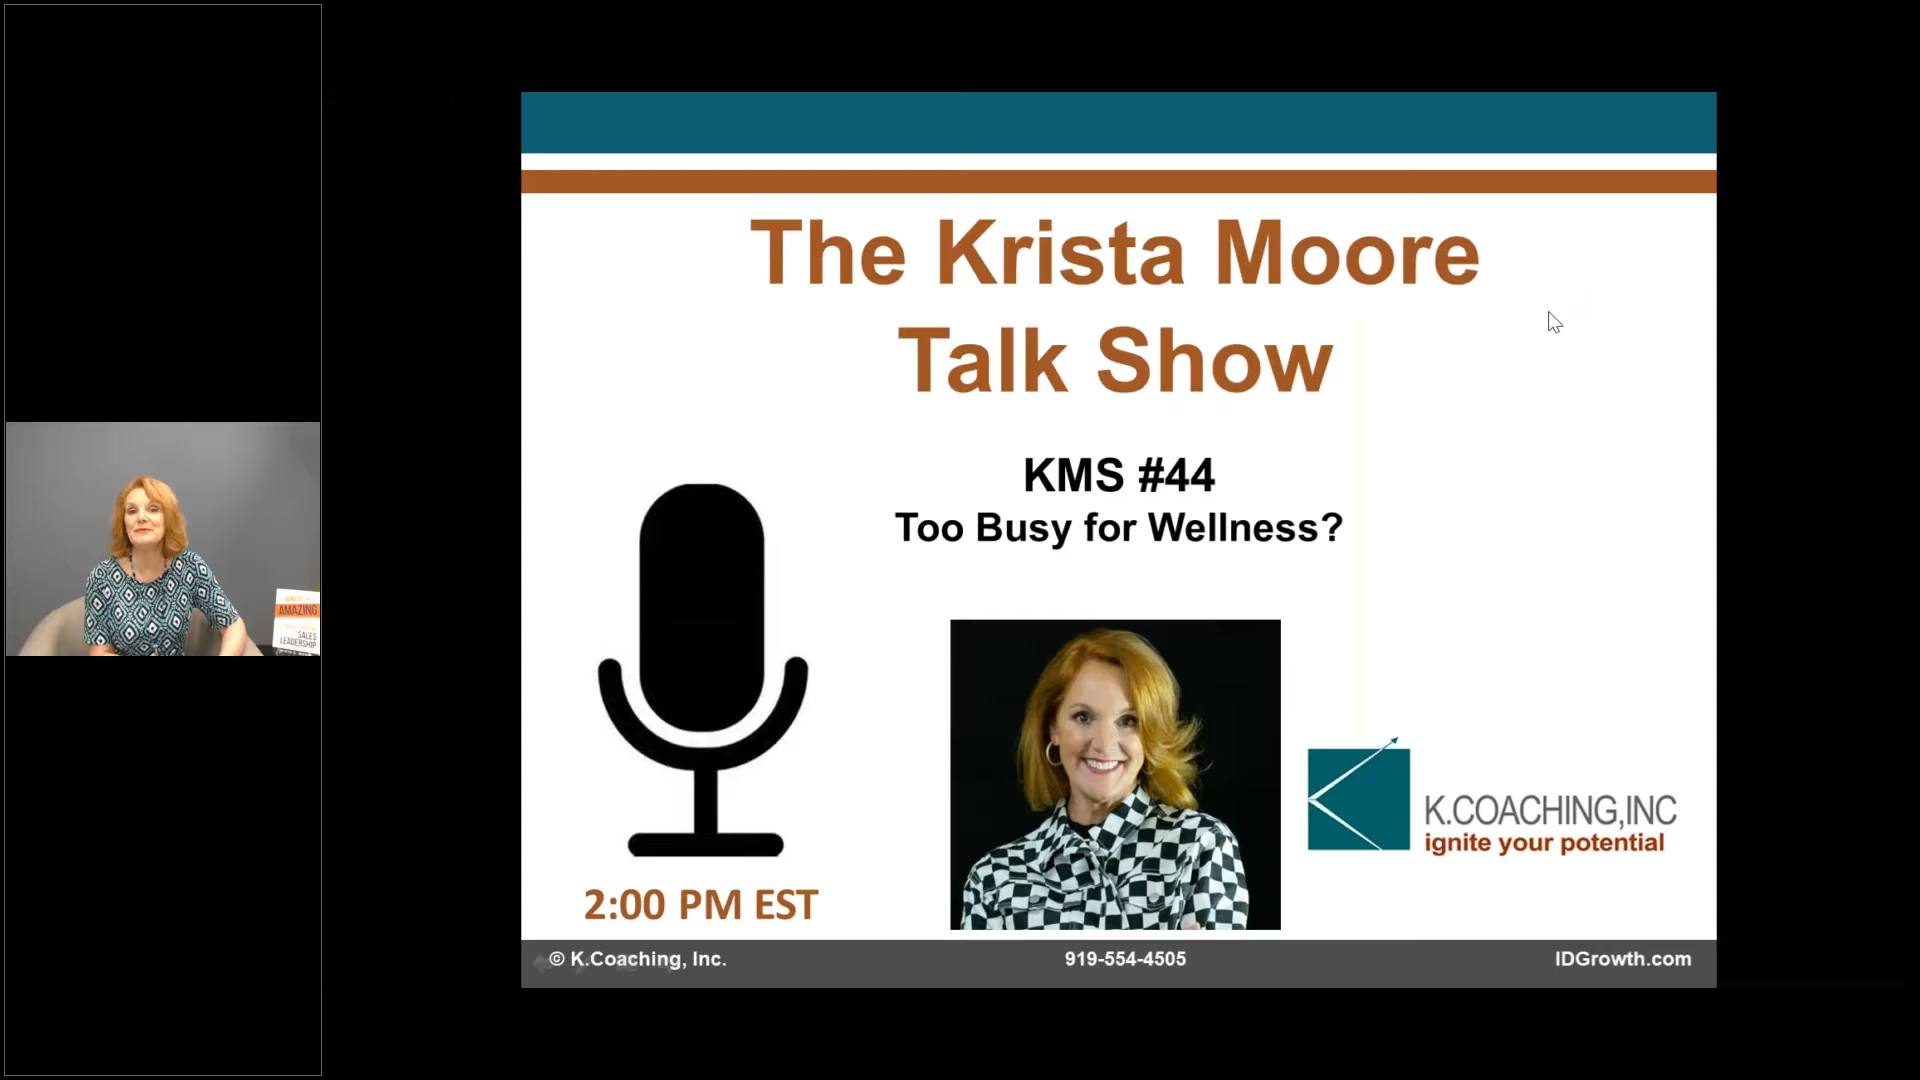 The Krista Moore
Talk Show
KMS #44
Too Busy for Wellness?
AMAZING
SALES
LEADERSHIP
K.COACHING,INC
ignite your potential
2:00 PM EST
© K.Coaching, Inc.
919-554-4505
IDGrowth.com